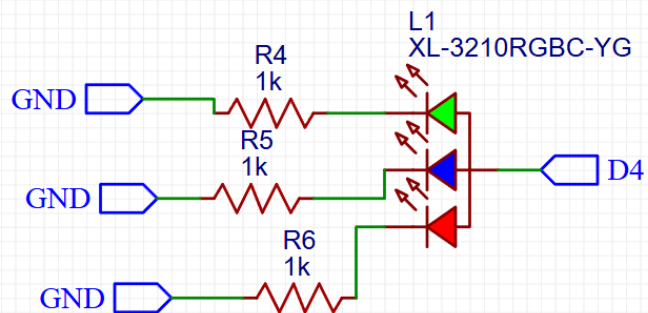 L1
XL-3210RGBC-YG
R4
1k
GND
R5
1k
D4
GND
R6
1k
GND